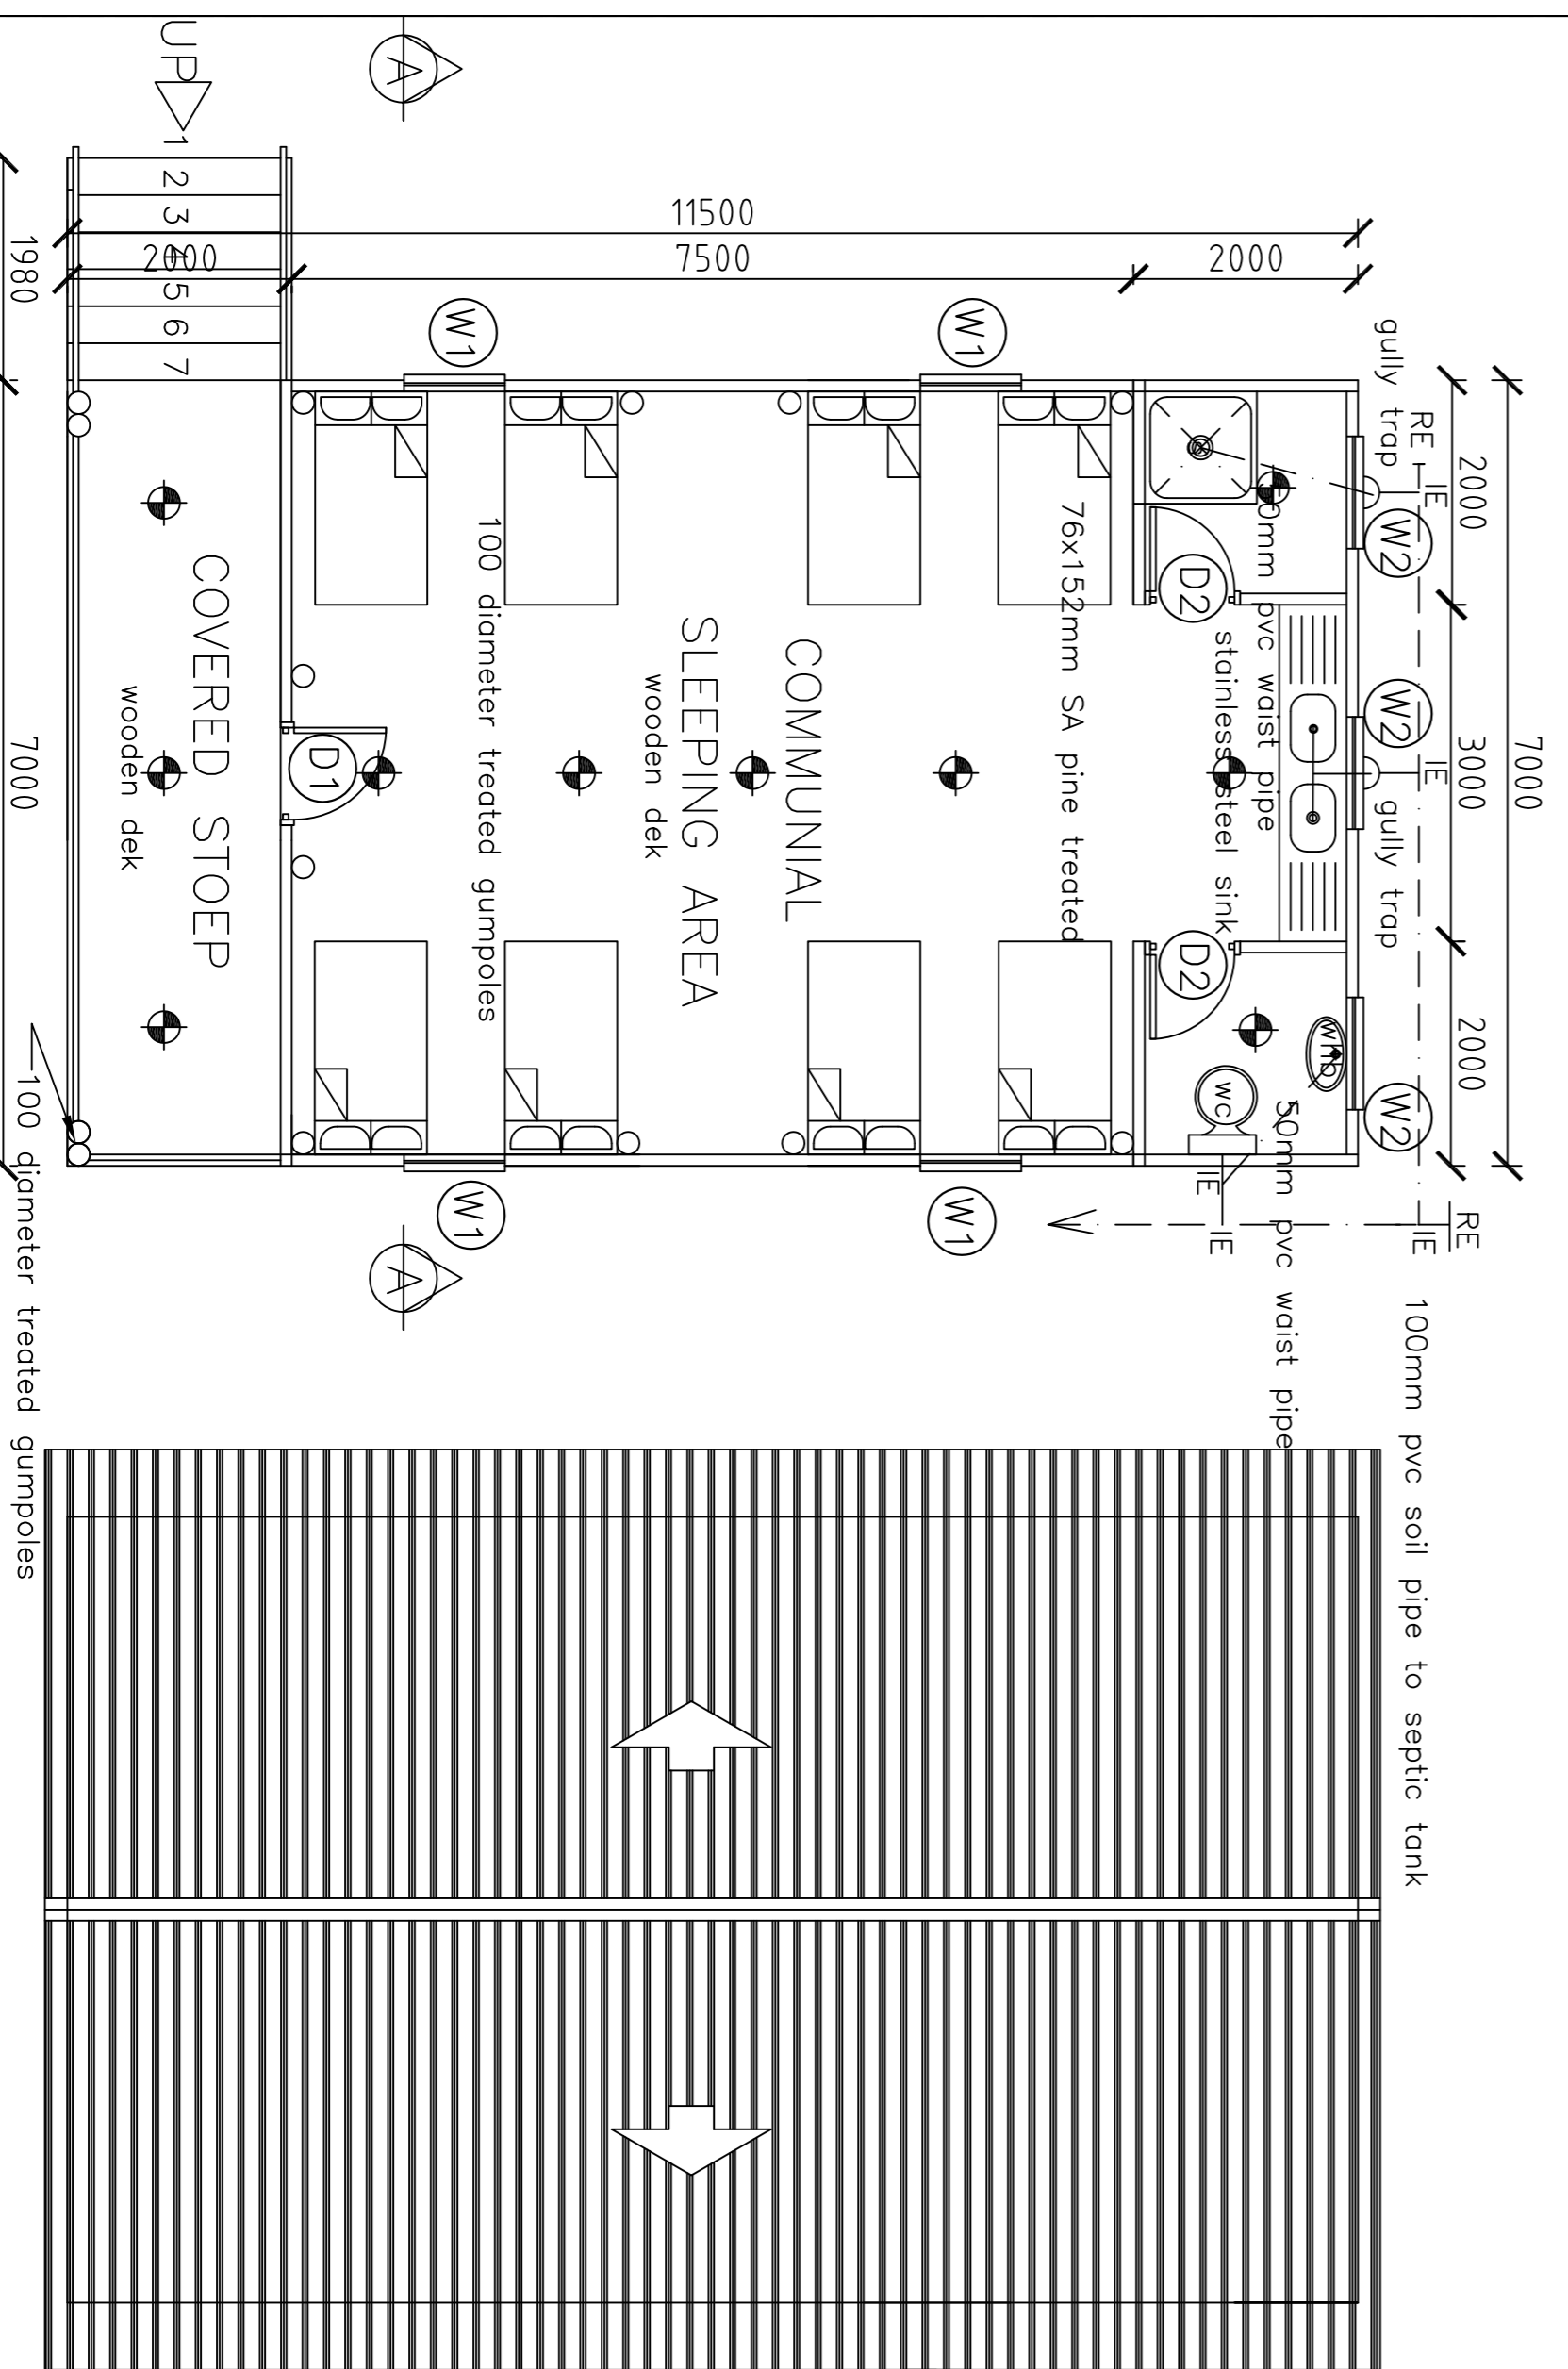 7000
2000
3000
2000
gully trap
RE
IE
W2
W2
IE
gully trap
W2
RE
IE
100mm pvc soil pipe to septic tank
11500
2000
7500
2000
50mm pvc waist pipe
stainless steel sink
D2
D2
whb
wc
IE
IE
50mm pvc waist pipe
76x152mm SA pine treated
W1
W1
COMMUNIAL
SLEEPING AREA
wooden dek
100 diameter treated gumpoles
W1
W1
A
A
D1
COVERED STOEP
wooden dek
UP
1 2 3 4 5 6 7
1980
7000
100 diameter treated gumpoles